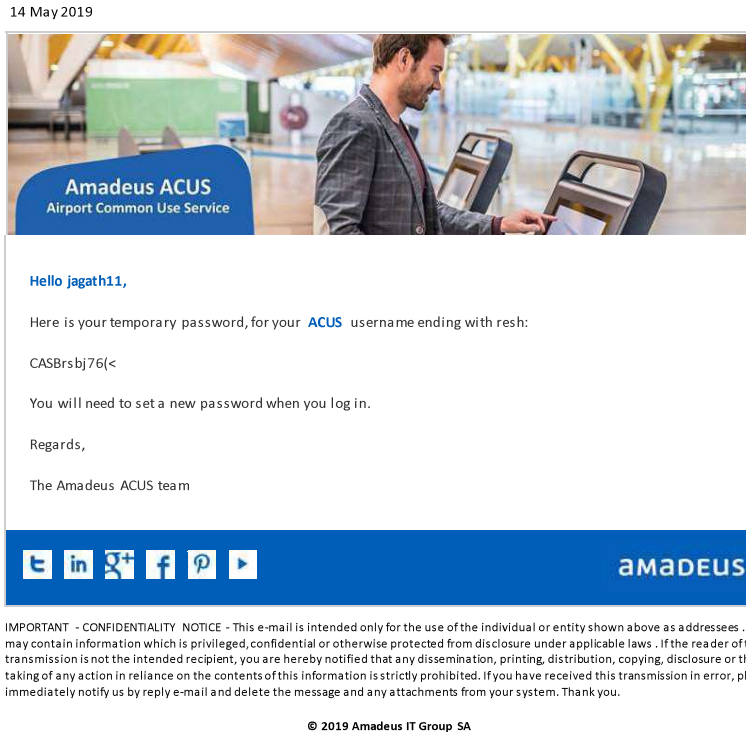 14 May 2019
Amadeus ACUS
Airport Common Use Service
Hello jagath11,
Here is your temporary password, for your ACUS username ending with resh:
CASBrsbj76(<
You will need to set a new password when you log in.
Regards,
The Amadeus ACUS team
amadeus
IMPORTANT - CONFIDENTIALITY NOTICE - This e-mail is intended only for the use of the individual or entity shown above as addressees .
may contain information which is privileged, confidential or otherwise protected from disclosure under applicable laws . If the reader of
transmission is not the intended recipient, you are hereby notified that any dissemination, printing, distribution, copying, disclosure or
taking of any action in reliance on the contents of this information is strictly prohibited. If you have received this transmission in error,
immediately notify us by reply e-mail and delete the message and any attachments from your system. Thank you.
© 2019 Amadeus IT Group SA